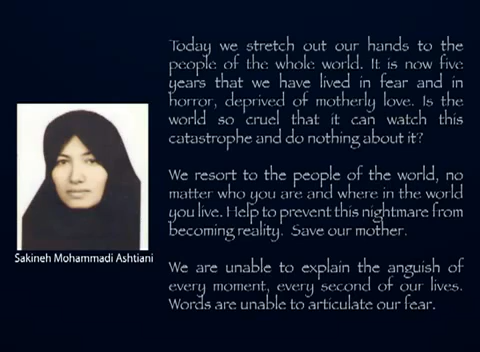 Today we stretch out our hands to the
people of the whole world. It is now five
years that we have lived in fear and in
horror, deprived of motherly love. Is the
world so cruel that it can watch this
catastrophe and do nothing about it?
We resort to the people of the world, no
matter who you are and where in the world
you live. Help to prevent this nightmare from
becoming reality. Save our mother.
We are unable to explain the anguish of
every moment, every second of our lives.
Words are unable to articulate our fear.
Sakineh Mohammadi Ashtiani